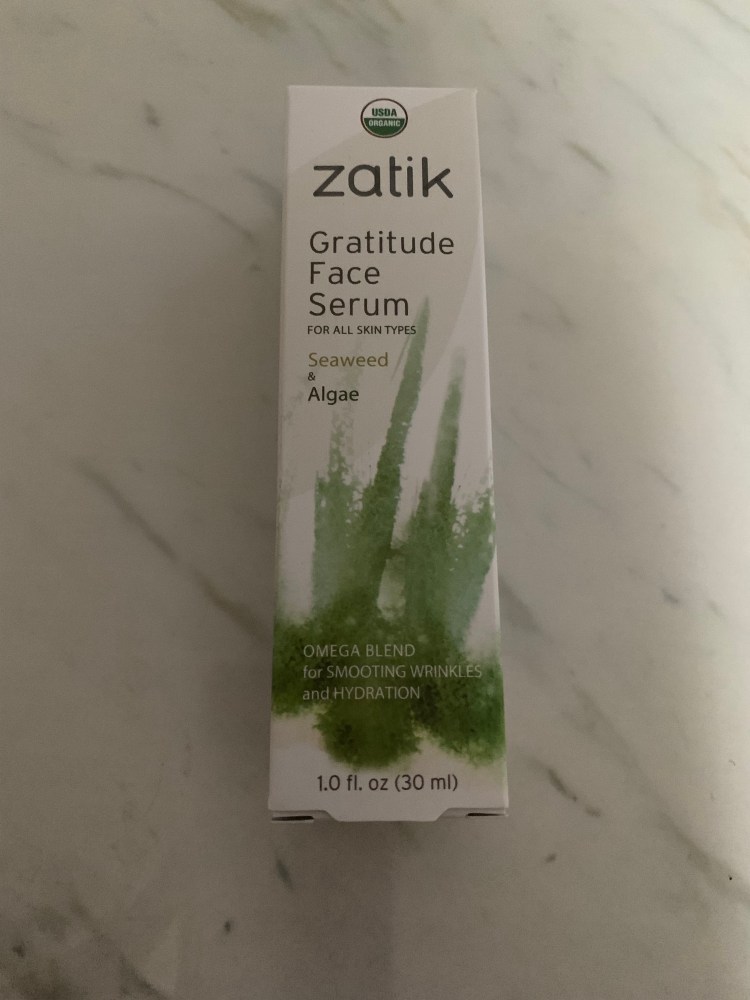 USDA
ORGANIC
zatik
Gratitude
Face
Serum
FOR ALL SKIN TYPES
Seaweed
&
Algae
OMEGA BLEND
for SMOOTING WRINKLES
and HYDRATION
1.0 fl. oz (30 ml)